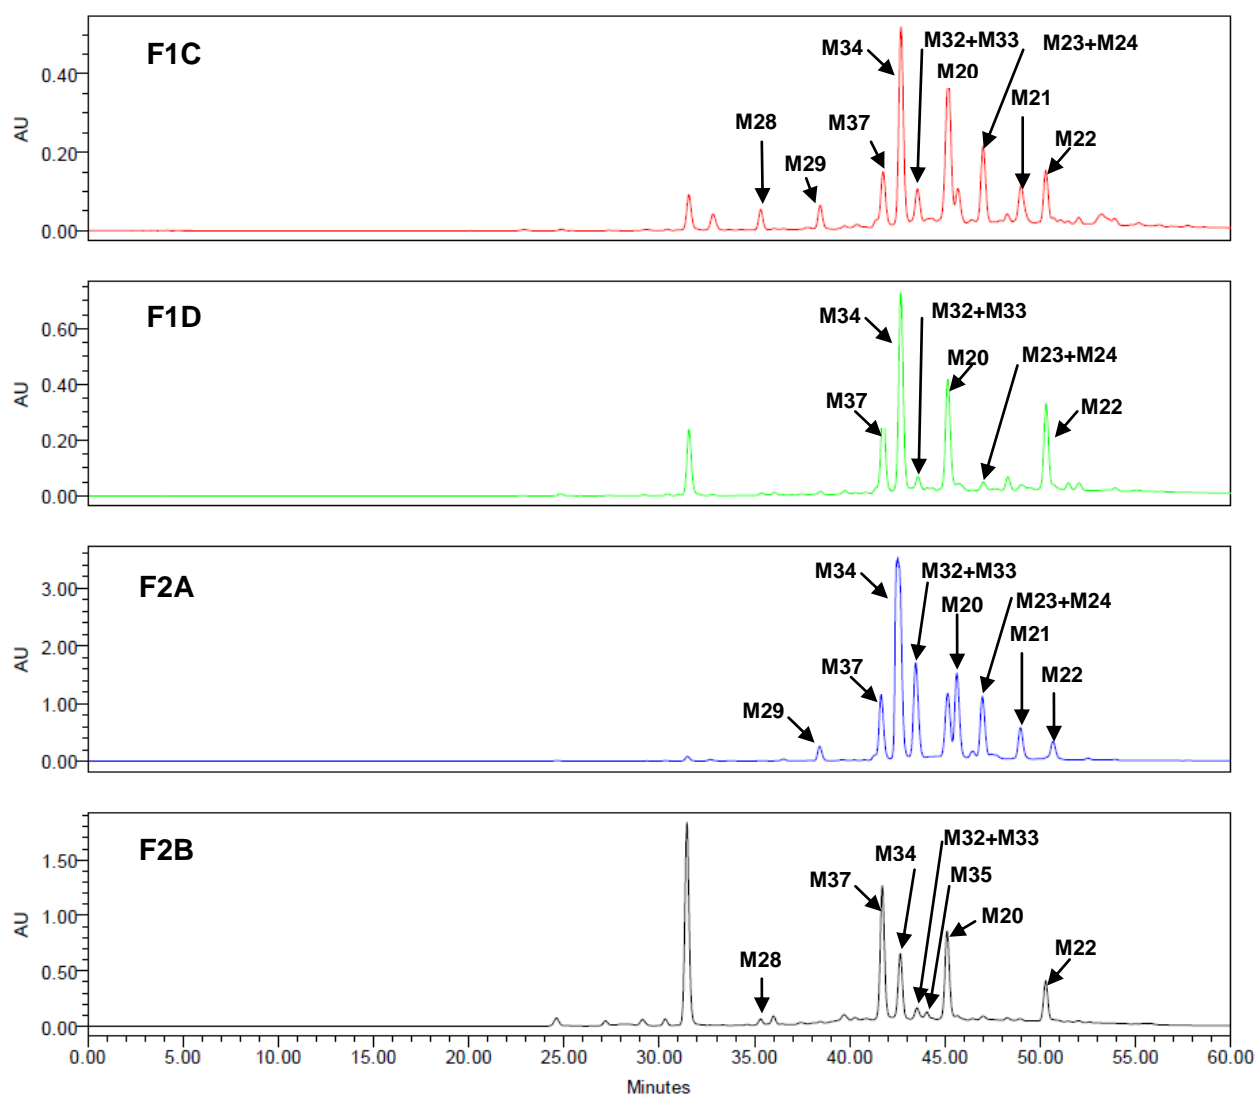 F1C
M34
M32+M33
M23+M24
M20
M21
M28
M37
M22
M29
0.40
0.20
0.00
AU
F1D
M34
M32+M33
M23+M24
M20
M37
M22
0.60
0.40
0.20
0.00
AU
F2A
M34
M32+M33
M20
M23+M24
M21
M37
M22
M29
3.00
2.00
1.00
0.00
AU
F2B
M32+M33
M34
M35
M37
M20
M28
M22
1.50
1.00
0.50
0.00
AU
0.00 5.00 10.00 15.00 20.00 25.00 30.00 35.00 40.00 45.00 50.00 55.00 60.00
Minutes